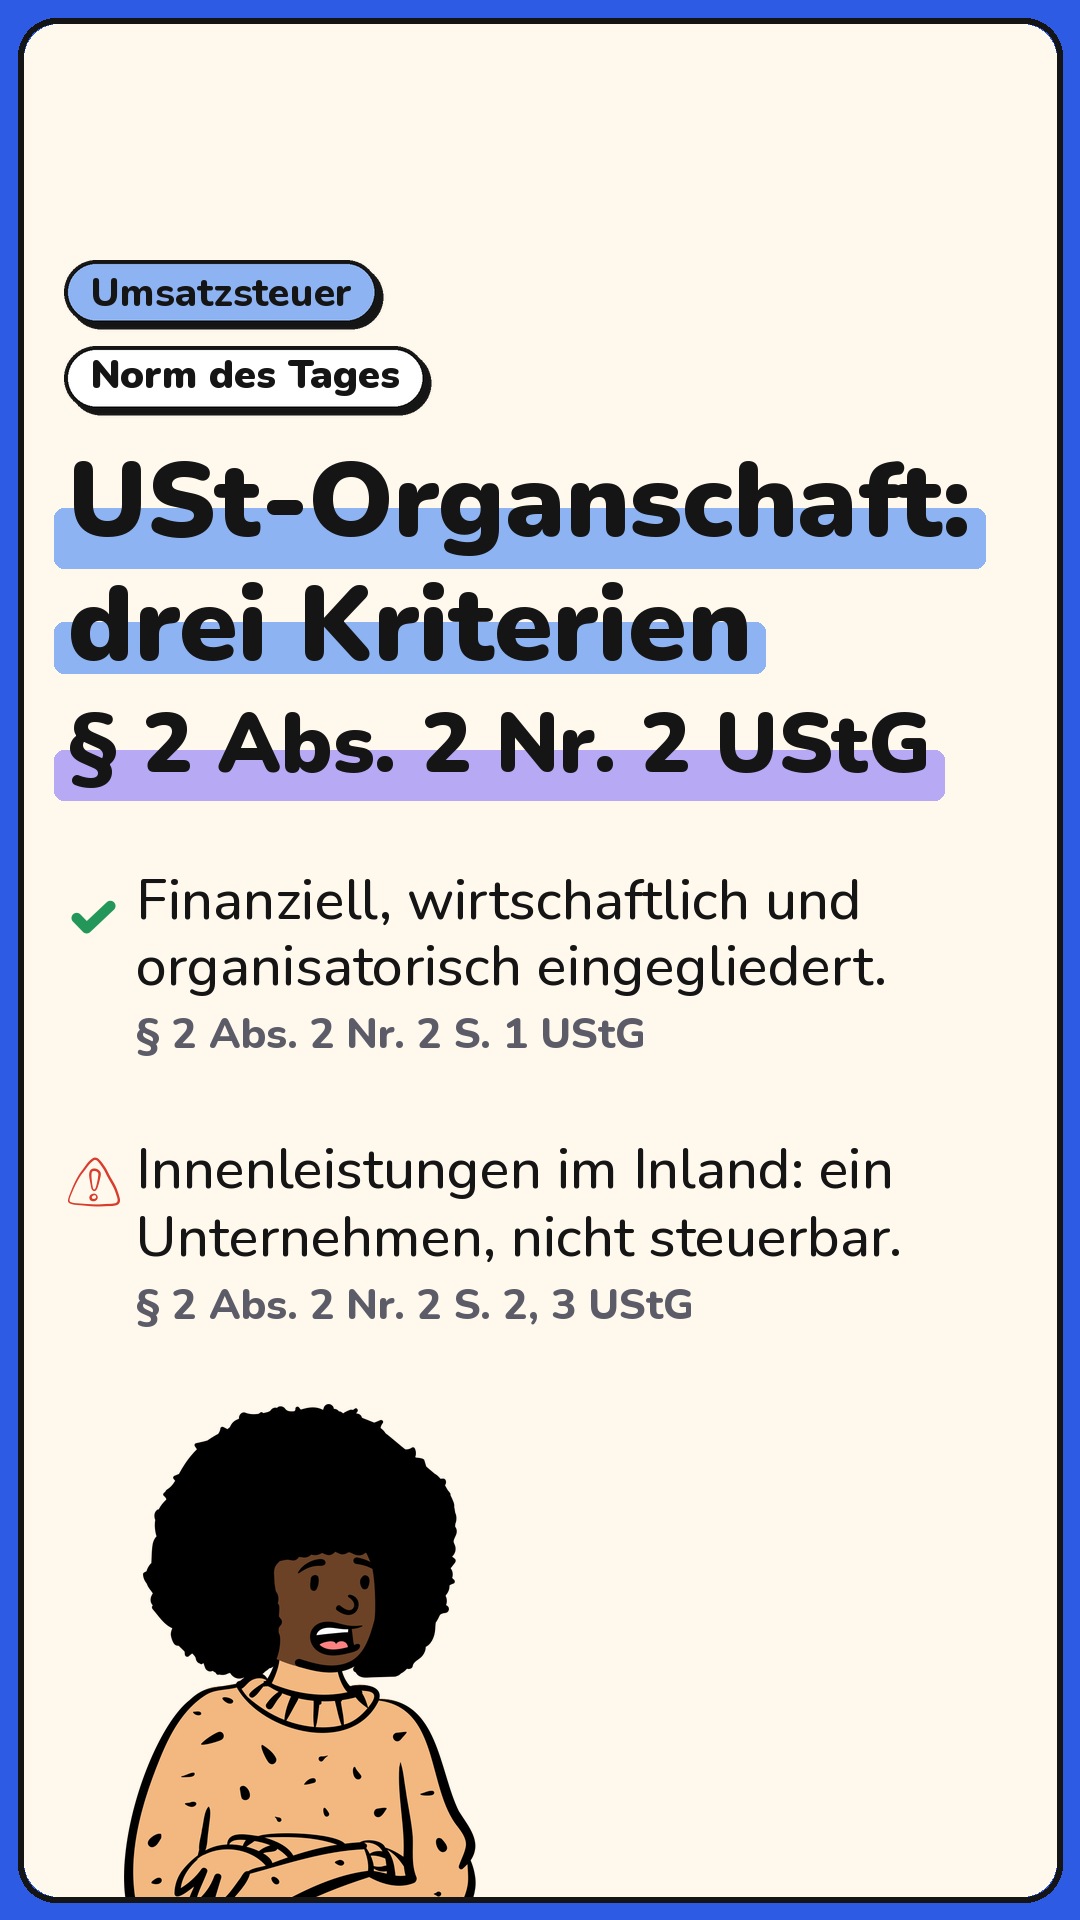 Umsatzsteuer
Norm des Tages
USt-Organschaft:
drei Kriterien
§ 2 Abs. 2 Nr. 2 UStG
Finanziell, wirtschaftlich und
organisatorisch eingegliedert.
§ 2 Abs. 2 Nr. 2 S. 1 UStG
Innenleistungen im Inland: ein
Unternehmen, nicht steuerbar.
§ 2 Abs. 2 Nr. 2 S. 2, 3 UStG